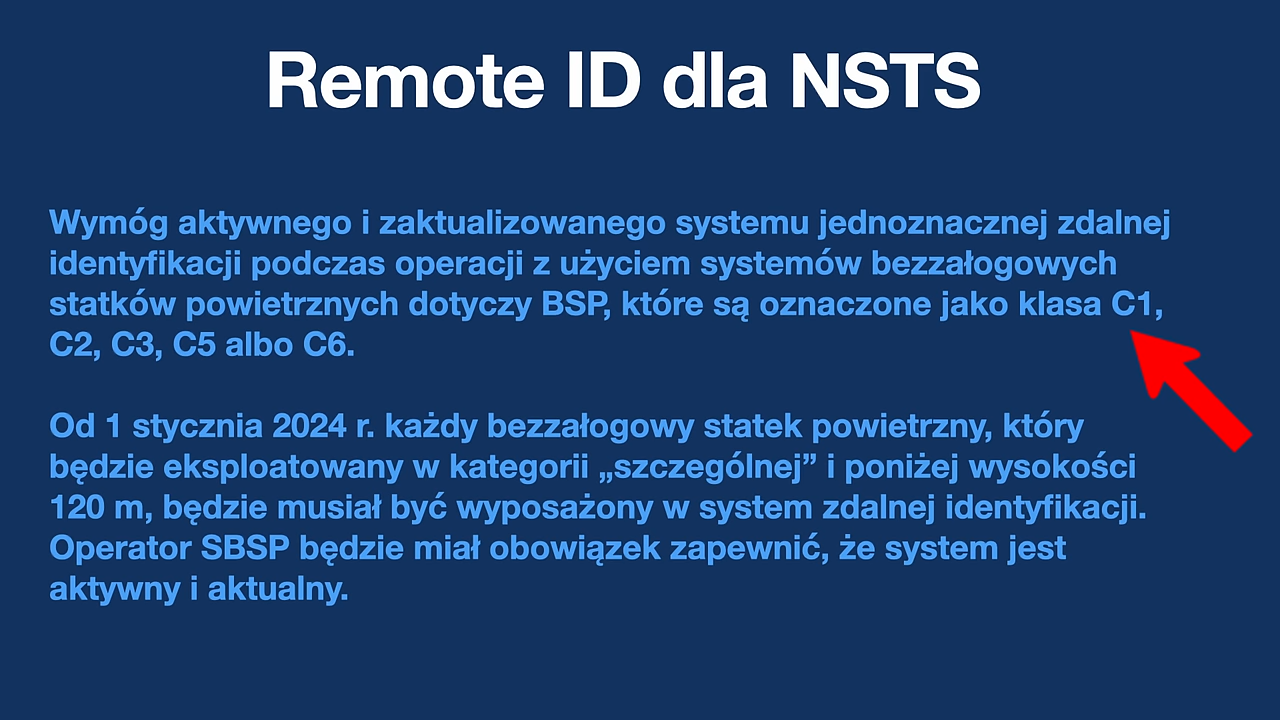 Remote ID dla NSTS
Wymóg aktywnego i zaktualizowanego systemu jednoznacznej zdalnej
identyfikacji podczas operacji z użyciem systemów bezzałogowych
statków powietrznych dotyczy BSP, które są oznaczone jako klasa C1,
C2, C3, C5 albo C6.
Od 1 stycznia 2024 r. każdy bezzałogowy statek powietrzny, który
będzie eksploatowany w kategorii „szczególnej” i poniżej wysokości
120 m, będzie musiał być wyposażony w system zdalnej identyfikacji.
Operator SBSP będzie miał obowiązek zapewnić, że system jest
aktywny i aktualny.